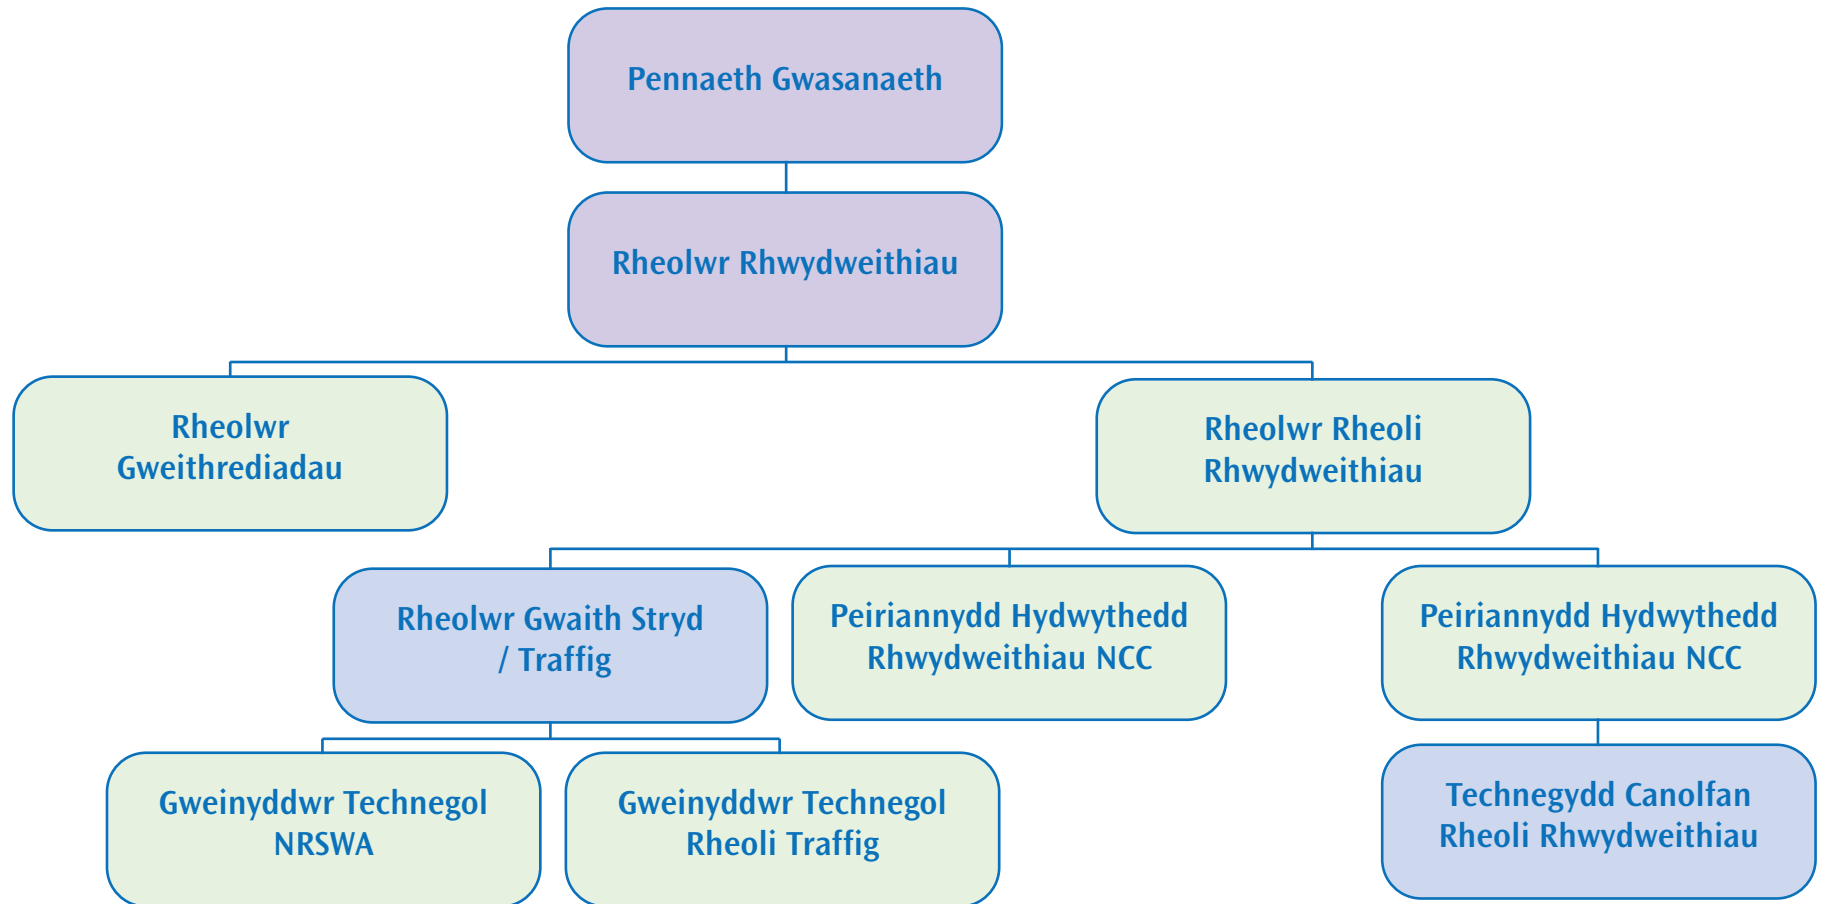 Pennaeth Gwasanaeth
Rheolwr Rhwydweithiau
Rheolwr
Gweithrediadau
Rheolwr Rheoli
Rhwydweithiau
Rheolwr Gwaith Stryd
/ Traffig
Peiriannydd Hydwythedd
Rhwydweithiau NCC
Peiriannydd Hydwythedd
Rhwydweithiau NCC
Gweinyddwr Technegol
NRSWA
Gweinyddwr Technegol
Rheoli Traffig
Technegydd Canolfan
Rheoli Rhwydweithiau